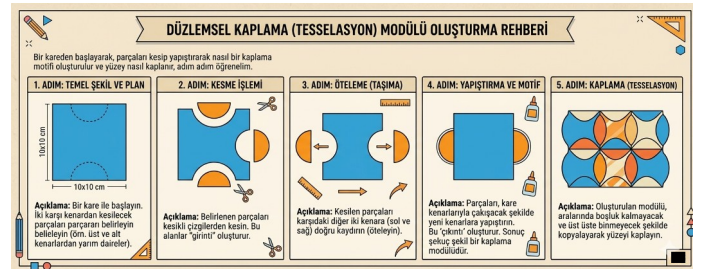 DÜZLEMSEL KAPLAMA (TESSELASYON) MODÜLÜ OLUŞTURMA REHBERİ
Bir kareden başlayarak, parçaları kesip yapıştırarak nasıl bir kaplama
motifi oluşturulur ve yüzey nasıl kaplanır, adım adım öğrenelim.
1. ADIM: TEMEL ŞEKİL VE PLAN
10x10 cm
10x10 cm
Açıklama: Bir kare ile başlayın.
İki karşı kenardan kesilecek
parçaları parçararı belirleyin
belieleyin (örn. üst ve alt
kenarlardan yarım daireler).
2. ADIM: KESME İŞLEMİ
Açıklama: Belirlenen parçaları
kesikli çizgilerden kesin. Bu
alanlar "girinti" oluşturur.
3. ADIM: ÖTELEME (TAŞIMA)
Açıklama: Kesilen parçaları
karşıdaki diğer iki kenara (sol ve
sağ) doğru kaydırın (öteleyin).
4. ADIM: YAPIŞTIRMA VE MOTİF
Açıklama: Parçaları, kare
kenarlarıyla çakışacak şekilde
yeni kenarlara yapıştırın.
Bu 'çıkıntı' oluşturur. Sonuç
şekuç şekil bir kaplama
modülüdür.
5. ADIM: KAPLAMA (TESSELASYON)
Açıklama: Oluşturulan modülü,
aralarında boşluk kalmayacak
ve üst üste binmeyecek şekilde
kopyalayarak yüzeyi kaplayın.